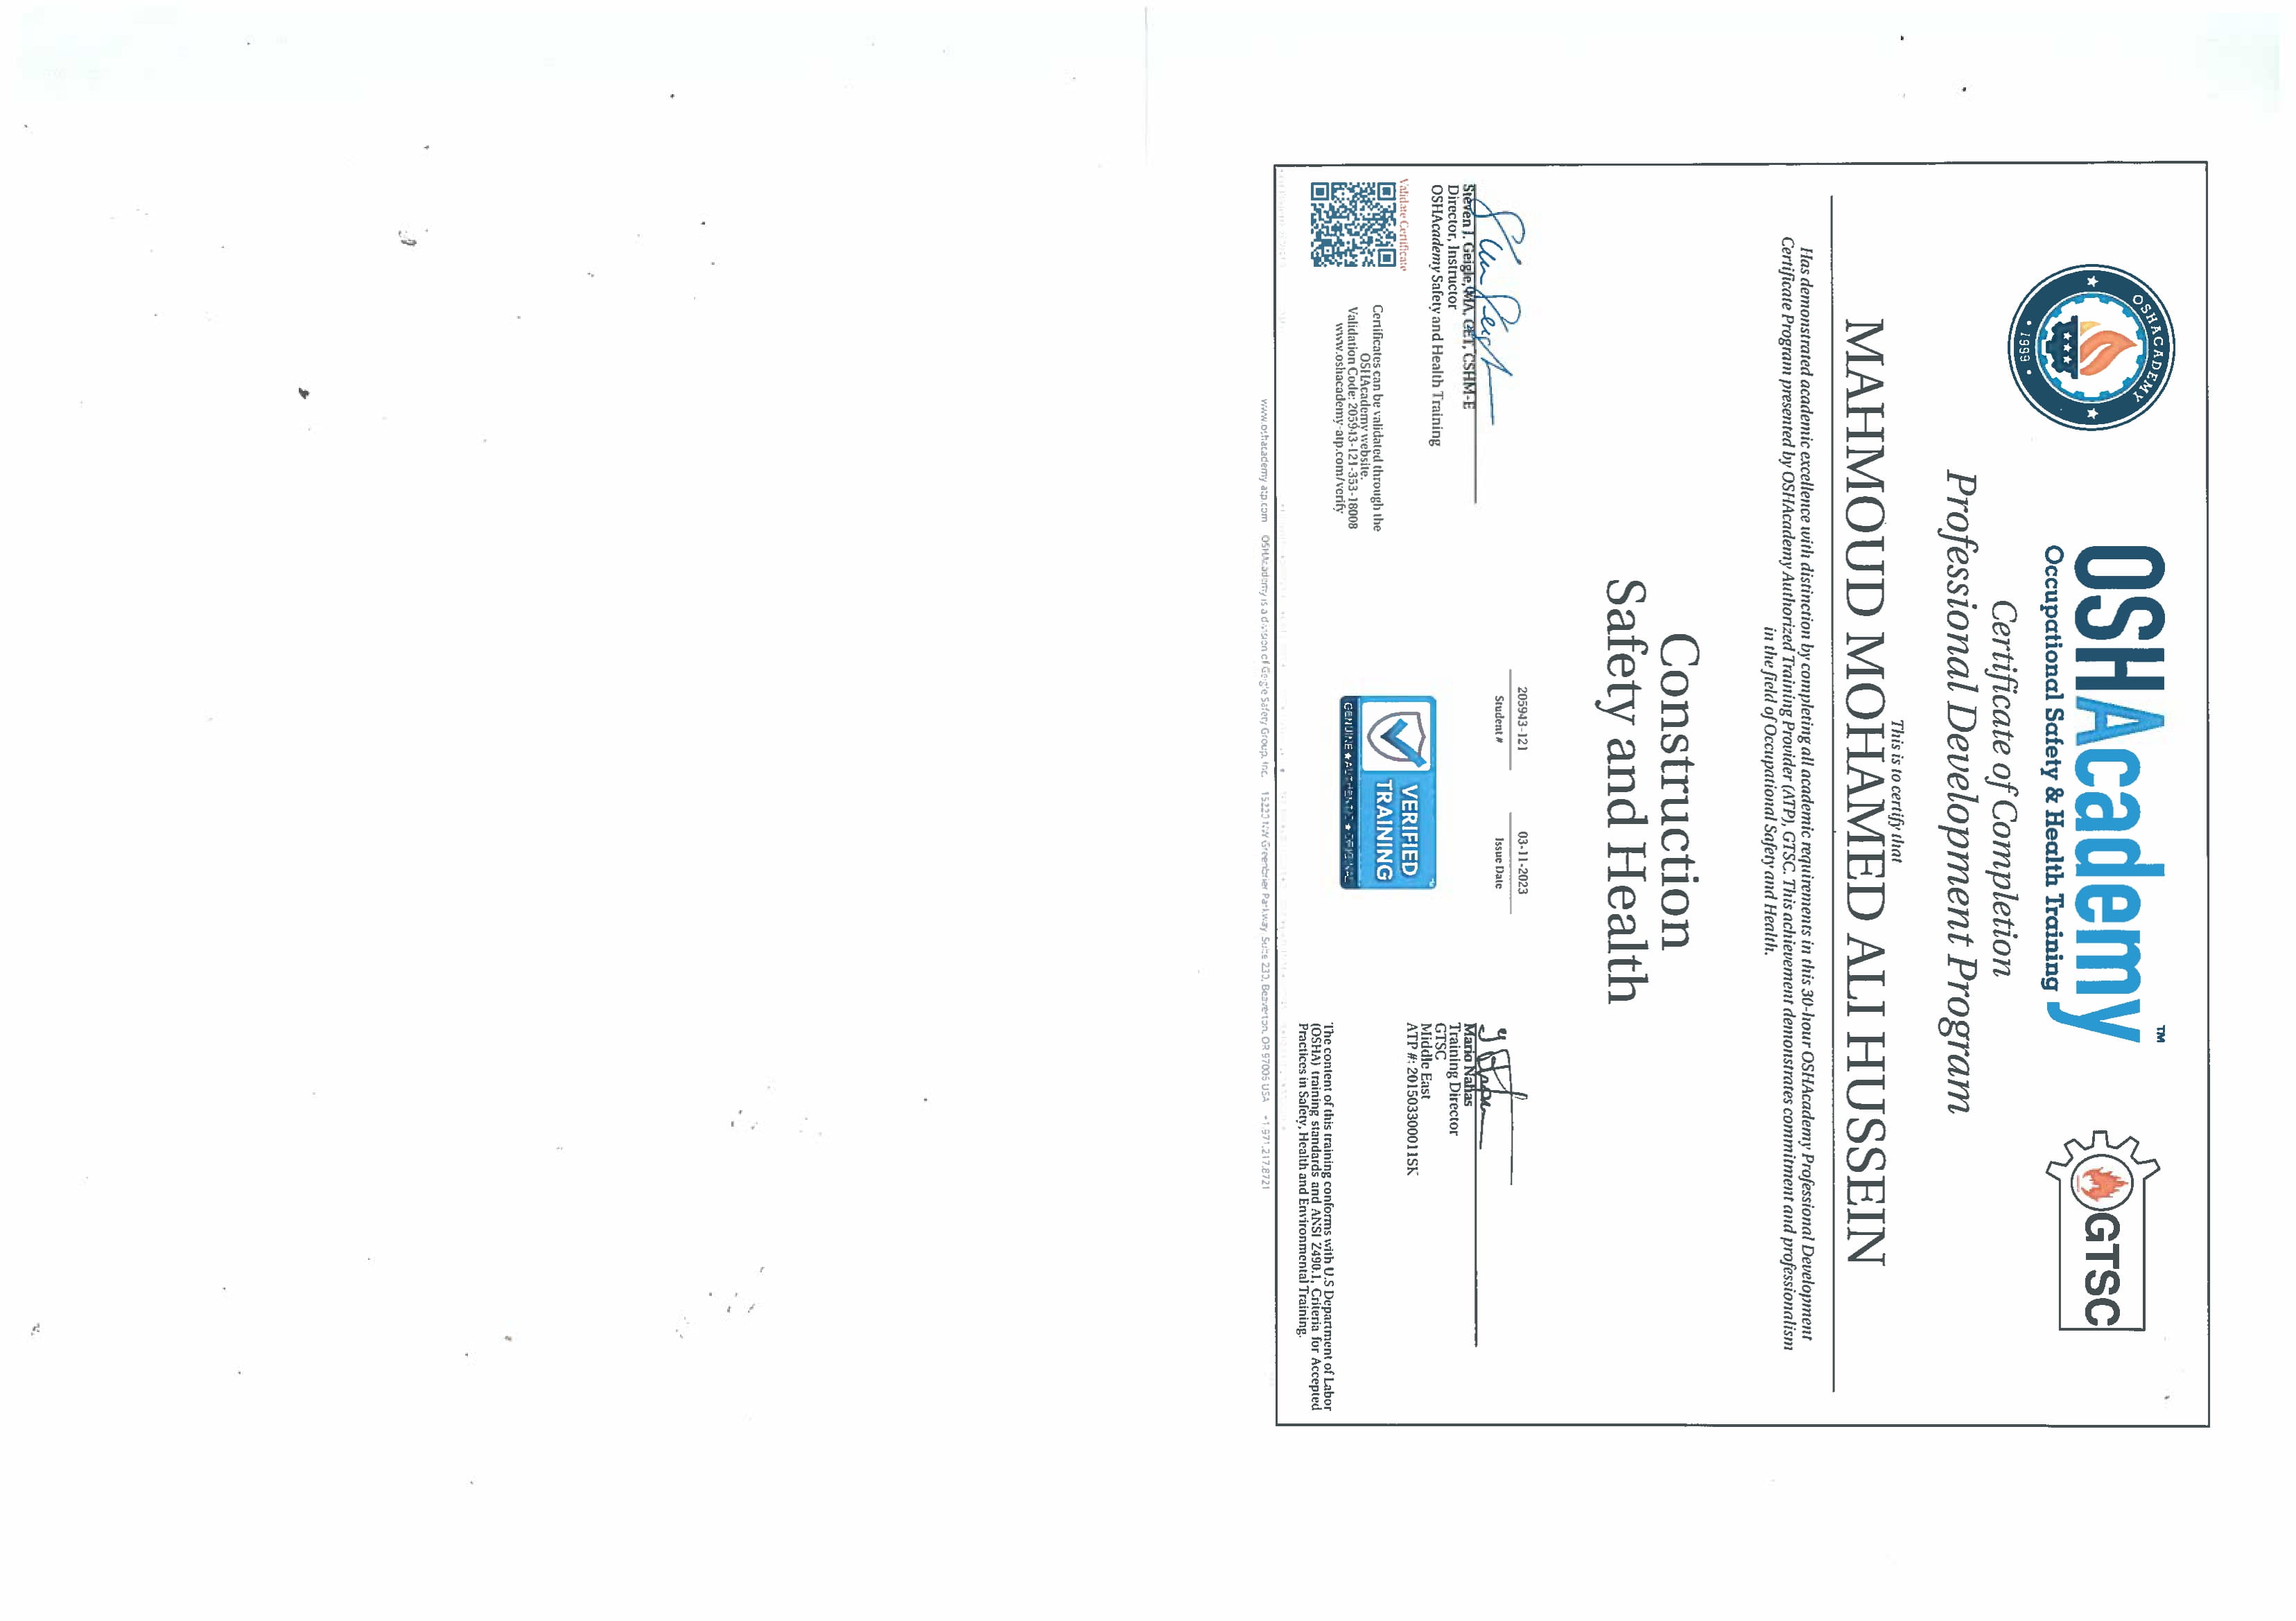 OSHACADEMY
1999
OSHAcademy™
Occupational Safety & Health Training
GTSC
Certificate of Completion
Professional Development Program
This is to certify that
MAHMOUD MOHAMED ALI HUSSEIN
Has demonstrated academic excellence with distinction by completing all academic requirements in this 30-hour OSHAcademy Professional Development
Certificate Program presented by OSHAcademy Authorized Training Provider (ATP), GTSC. This achievement demonstrates commitment and professionalism
in the field of Occupational Safety and Health.
Construction
Safety and Health
205943-121
Student #
03-11-2023
Issue Date
Steven J. Geigle, MA, CET, CSHM-E
Director, Instructor
OSHAcademy Safety and Health Training
Mario Nahas
Training Director
GTSC
Middle East
ATP #: 201503300011SK
Validate Certificate
Certificates can be validated through the
OSHAcademy website.
Validation Code: 205943-121-353-18008
www.oshacademy-atp.com/verify
VERIFIED
TRAINING
GENUINE ★ AUTHENTIC ★ ORIGINAL
The content of this training conforms with U.S Department of Labor
(OSHA) training standards and ANSI Z490.1, Criteria for Accepted
Practices in Safety, Health and Environmental Training.
www.oshacademy-atp.com OSHAcademy is a division of Geigle Safety Group, Inc. 15220 NW Greenbrier Parkway, Suite 230, Beaverton, OR 97006 USA +1.971.217.8721